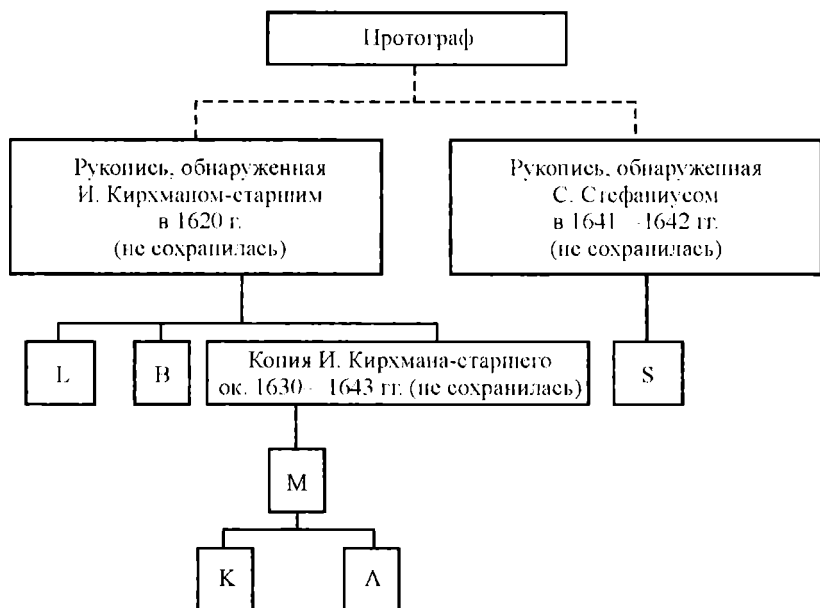 Протограф
Рукопись, обнаруженная
И. Кирхманом-старшим
в 1620 г.
(не сохранилась)
Рукопись, обнаруженная
С. Стефаниусом
в 1641 – 1642 гг.
(не сохранилась)
L
B
Копия И. Кирхмана-старшего
ок. 1630 – 1643 гг. (не сохранилась)
S
M
K
A